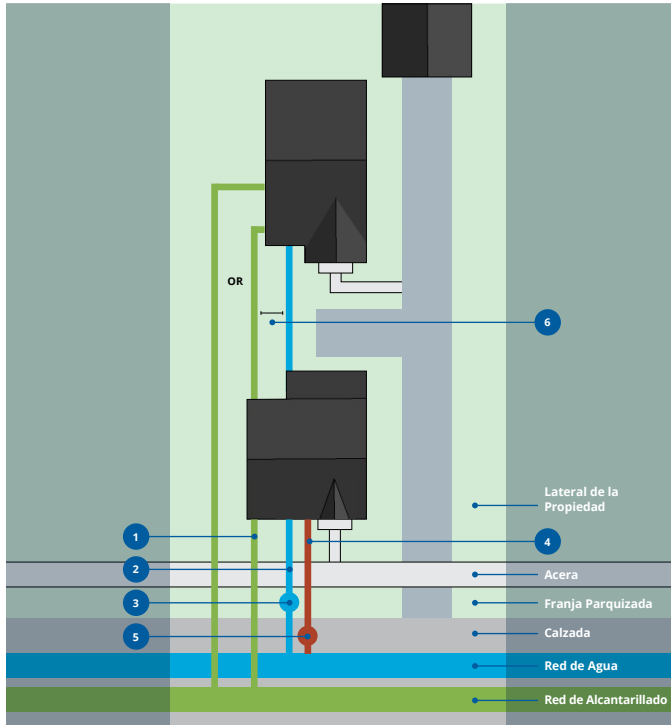 OR
6
Lateral de la
Propiedad
1
4
2
Acera
3
Franja Parquizada
5
Calzada
Red de Agua
Red de Alcantarillado